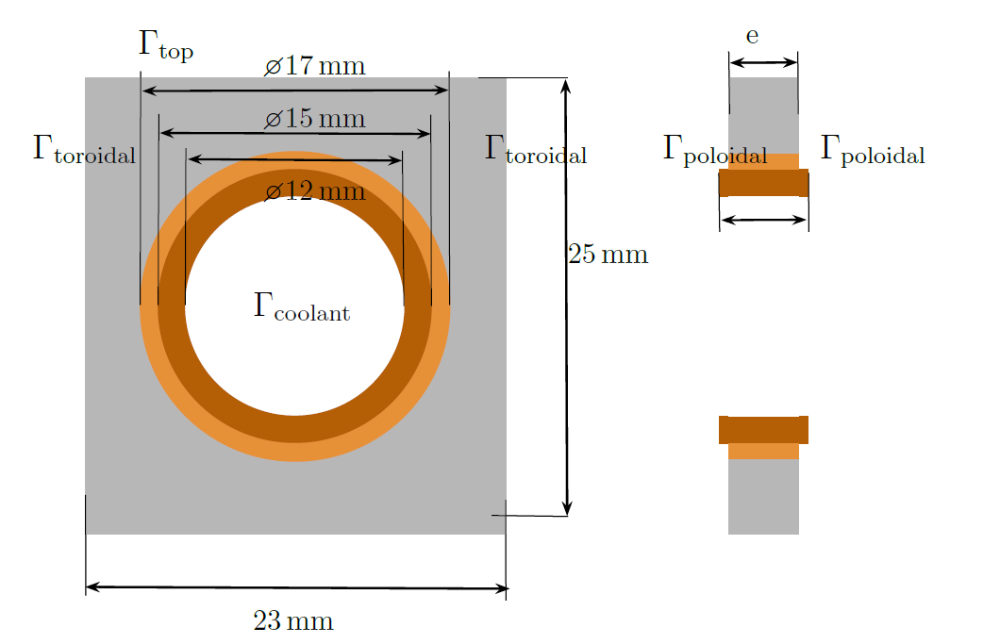 Γtop
e
⌀17 mm
⌀15 mm
Γtoroidal
Γtoroidal
Γpoloidal
Γpoloidal
⌀12 mm
25 mm
Γcoolant
23 mm